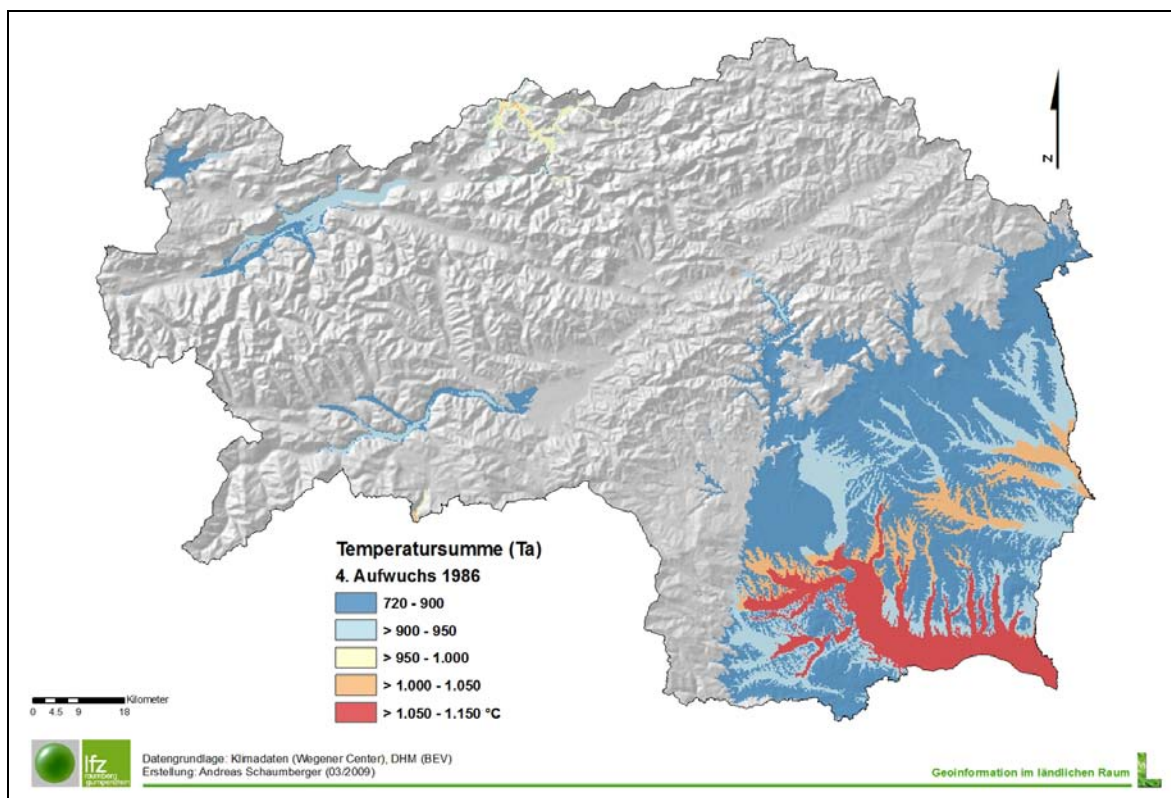 N
Temperatursumme (Ta)
4. Aufwuchs 1986
720 - 900
> 900 - 950
> 950 - 1.000
> 1.000 - 1.050
> 1.050 - 1.150 °C
Kilometer
0 4.5 9 18
lfz
raumberg
gumpenstein
Datengrundlage: Klimadaten (Wegener Center), DHM (BEV)
Erstellung: Andreas Schaumberger (03/2009)
Geoinformation im ländlichen Raum